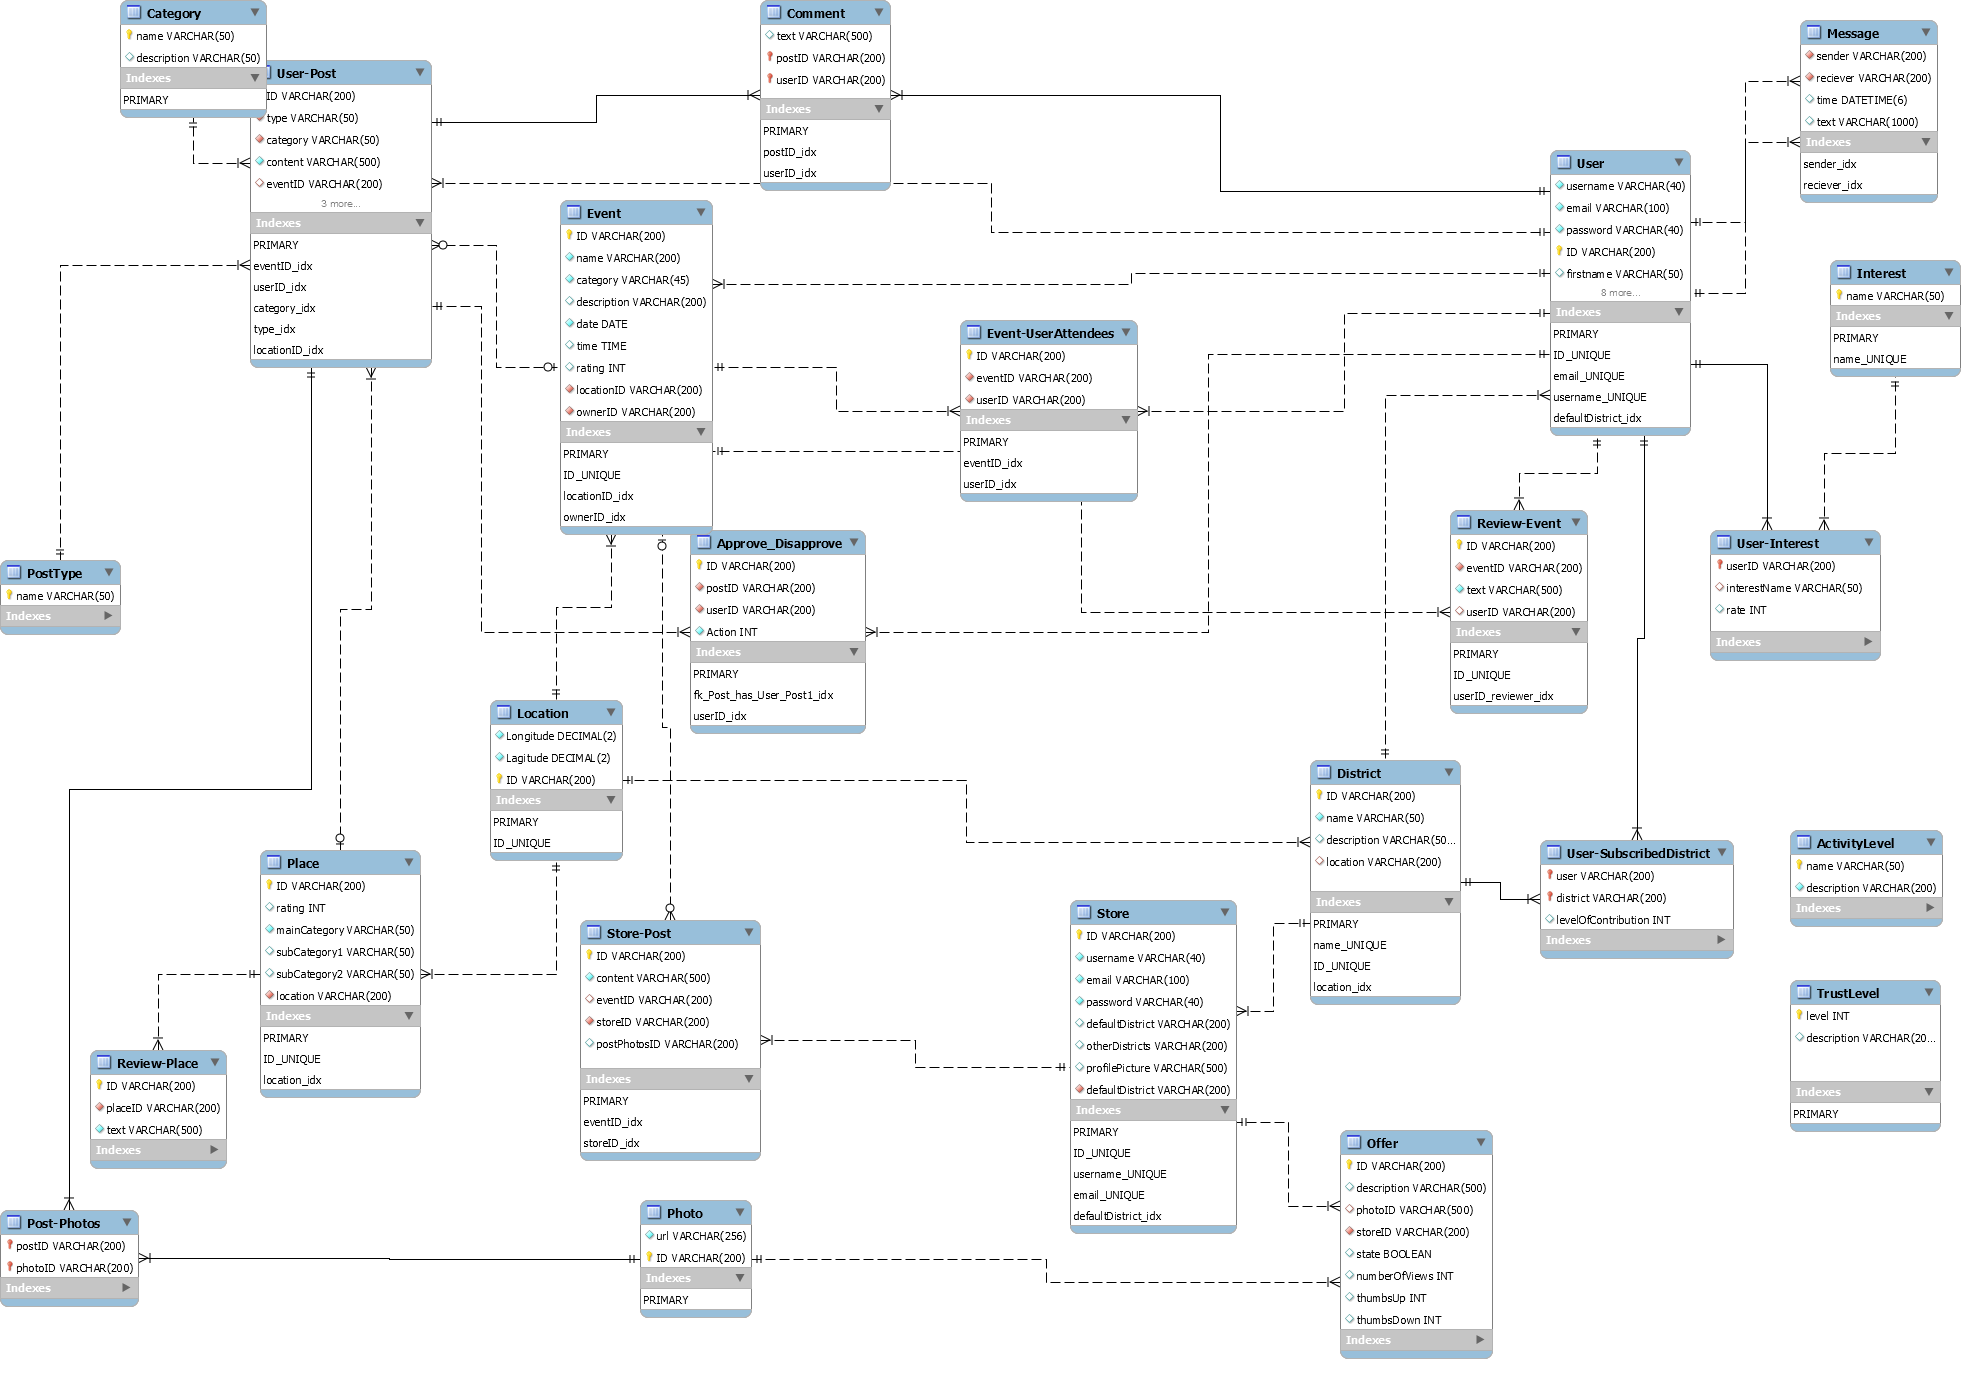 Category
name VARCHAR(50)
description VARCHAR(50)
Indexes
PRIMARY
User-Post
ID VARCHAR(200)
type VARCHAR(50)
category VARCHAR(50)
content VARCHAR(500)
eventID VARCHAR(200)
3 more...
Indexes
PRIMARY
eventID_idx
userID_idx
category_idx
type_idx
locationID_idx
Comment
text VARCHAR(500)
postID VARCHAR(200)
userID VARCHAR(200)
Indexes
PRIMARY
postID_idx
userID_idx
Message
sender VARCHAR(200)
reciever VARCHAR(200)
time DATETIME(6)
text VARCHAR(1000)
Indexes
sender_idx
reciever_idx
User
username VARCHAR(40)
email VARCHAR(100)
password VARCHAR(40)
ID VARCHAR(200)
firstname VARCHAR(50)
8 more...
Indexes
PRIMARY
ID_UNIQUE
email_UNIQUE
username_UNIQUE
defaultDistrict_idx
Event
ID VARCHAR(200)
name VARCHAR(200)
category VARCHAR(45)
description VARCHAR(200)
date DATE
time TIME
rating INT
locationID VARCHAR(200)
ownerID VARCHAR(200)
Indexes
PRIMARY
ID_UNIQUE
locationID_idx
ownerID_idx
Interest
name VARCHAR(50)
Indexes
PRIMARY
name_UNIQUE
Event-UserAttendees
ID VARCHAR(200)
eventID VARCHAR(200)
userID VARCHAR(200)
Indexes
PRIMARY
eventID_idx
userID_idx
Review-Event
ID VARCHAR(200)
eventID VARCHAR(200)
text VARCHAR(500)
userID VARCHAR(200)
Indexes
PRIMARY
ID_UNIQUE
userID_reviewer_idx
User-Interest
userID VARCHAR(200)
interestName VARCHAR(50)
rate INT
Indexes
Approve_Disapprove
ID VARCHAR(200)
postID VARCHAR(200)
userID VARCHAR(200)
Action INT
Indexes
PRIMARY
fk_Post_has_User_Post1_idx
userID_idx
PostType
name VARCHAR(50)
Indexes
Location
Longitude DECIMAL(2)
Lagitude DECIMAL(2)
ID VARCHAR(200)
Indexes
PRIMARY
ID_UNIQUE
District
ID VARCHAR(200)
name VARCHAR(50)
description VARCHAR(50...
location VARCHAR(200)
Indexes
PRIMARY
name_UNIQUE
ID_UNIQUE
location_idx
User-SubscribedDistrict
user VARCHAR(200)
district VARCHAR(200)
levelOfContribution INT
Indexes
ActivityLevel
name VARCHAR(50)
description VARCHAR(200)
Indexes
Place
ID VARCHAR(200)
rating INT
mainCategory VARCHAR(50)
subCategory1 VARCHAR(50)
subCategory2 VARCHAR(50)
location VARCHAR(200)
Indexes
PRIMARY
ID_UNIQUE
location_idx
Store-Post
ID VARCHAR(200)
content VARCHAR(500)
eventID VARCHAR(200)
storeID VARCHAR(200)
postPhotosID VARCHAR(200)
Indexes
PRIMARY
eventID_idx
storeID_idx
Store
ID VARCHAR(200)
username VARCHAR(40)
email VARCHAR(100)
password VARCHAR(40)
defaultDistrict VARCHAR(200)
otherDistricts VARCHAR(200)
profilePicture VARCHAR(500)
defaultDistrict VARCHAR(200)
Indexes
PRIMARY
ID_UNIQUE
username_UNIQUE
email_UNIQUE
defaultDistrict_idx
TrustLevel
level INT
description VARCHAR(20...
Indexes
PRIMARY
Review-Place
ID VARCHAR(200)
placeID VARCHAR(200)
text VARCHAR(500)
Indexes
Offer
ID VARCHAR(200)
description VARCHAR(500)
photoID VARCHAR(500)
storeID VARCHAR(200)
state BOOLEAN
numberOfViews INT
thumbsUp INT
thumbsDown INT
Indexes
Post-Photos
postID VARCHAR(200)
photoID VARCHAR(200)
Indexes
Photo
url VARCHAR(256)
ID VARCHAR(200)
Indexes
PRIMARY